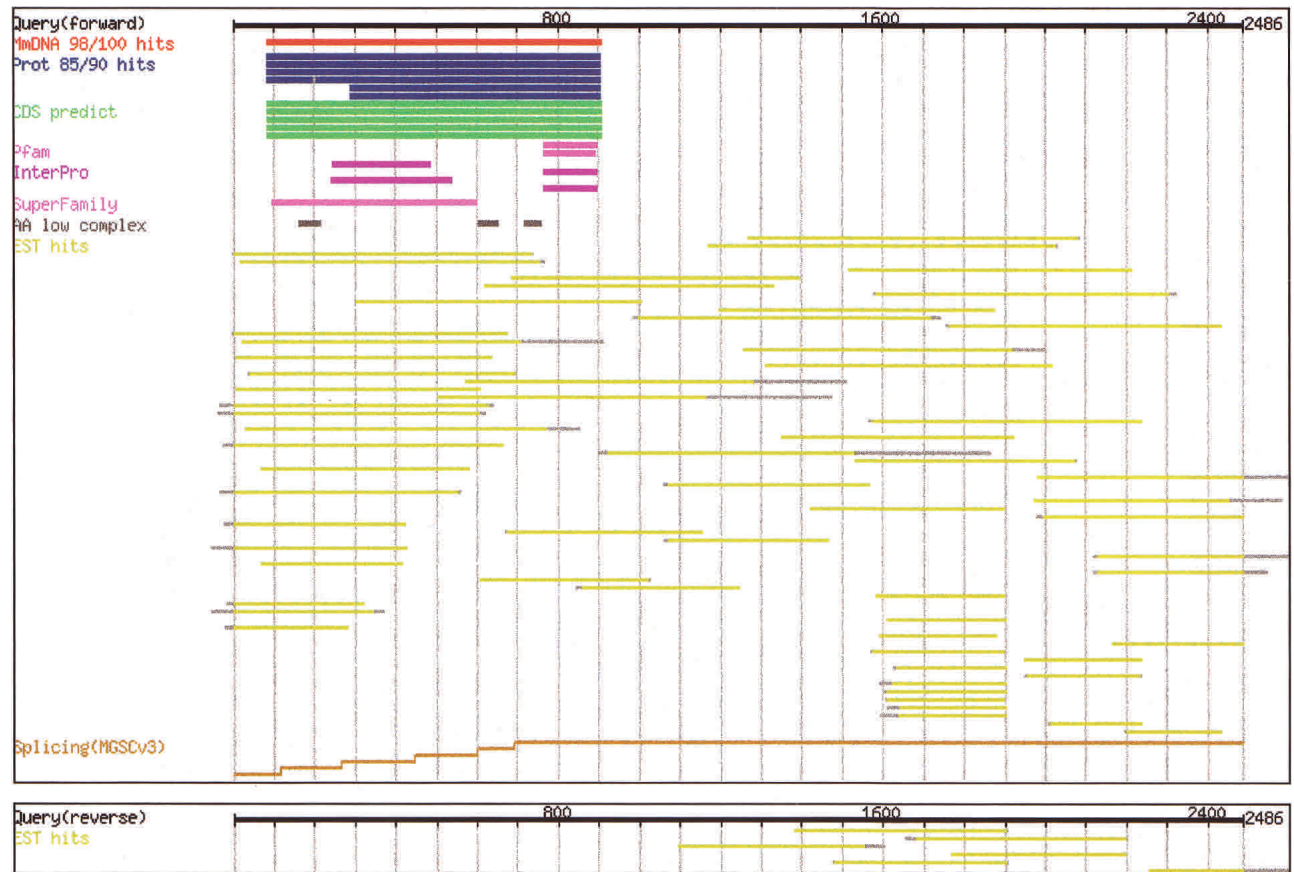 Query(forward) 800 1600 2400 2486
MmDNA 98/100 hits
Prot 85/90 hits
CDS predict
Pfam
InterPro
SuperFamily
AA low complex
EST hits
Splicing(MGSCv3)
Query(reverse) 800 1600 2400 2486
EST hits